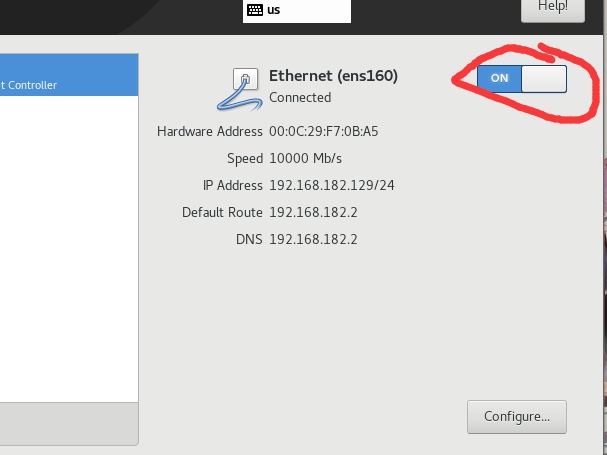 us
Help!
t Controller
Ethernet (ens160)
Connected
ON
Hardware Address 00:0C:29:F7:0B:A5
Speed 10000 Mb/s
IP Address 192.168.182.129/24
Default Route 192.168.182.2
DNS 192.168.182.2
Configure...